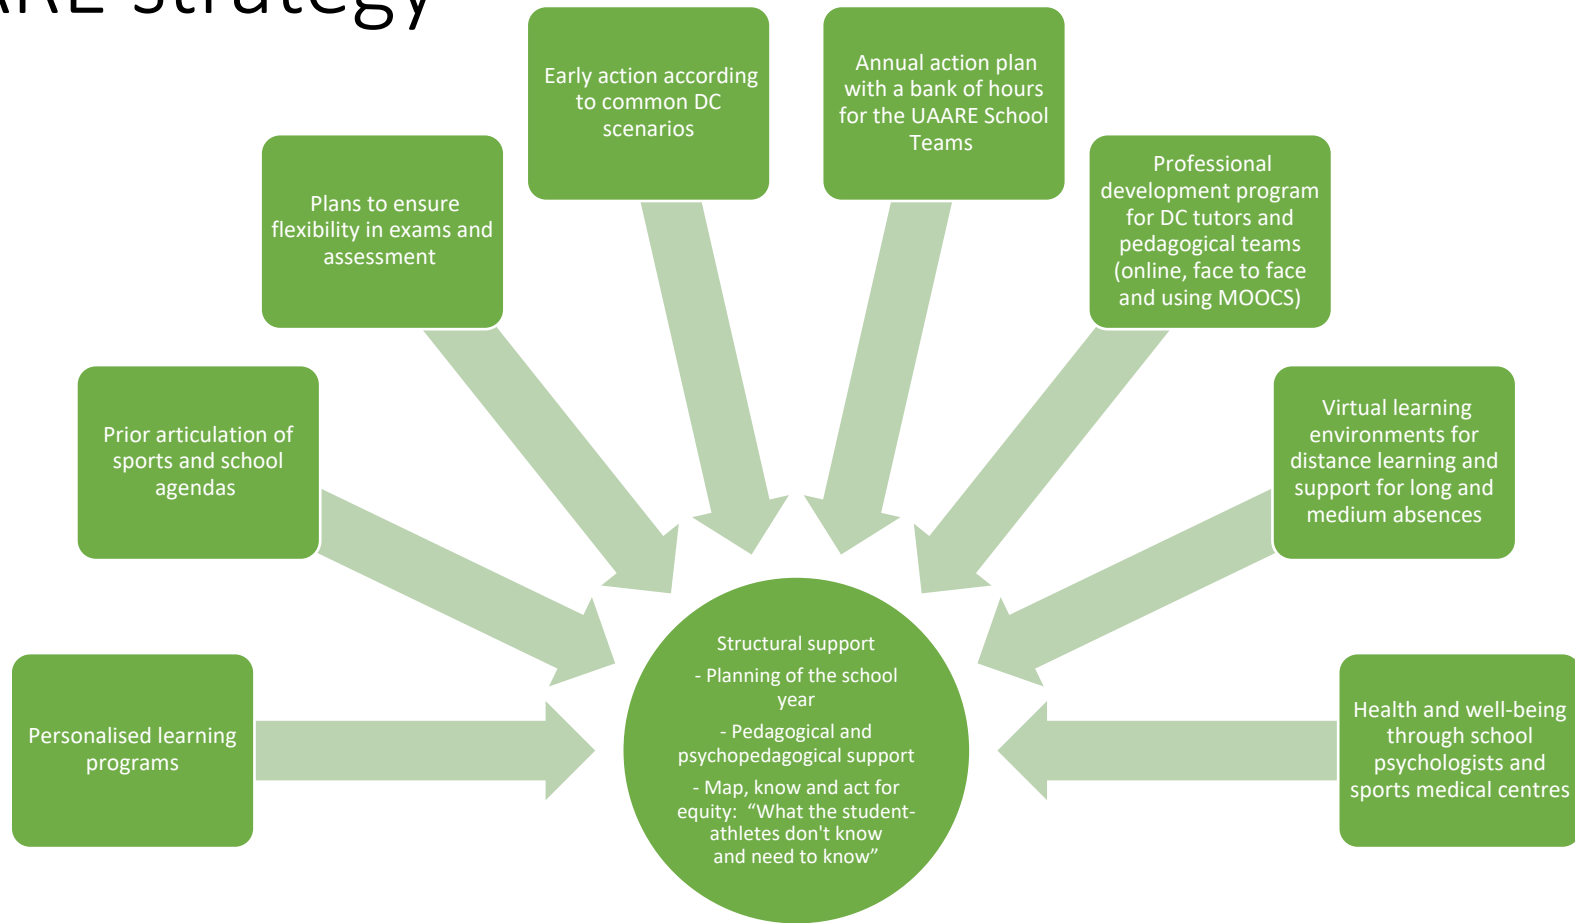 ARE strategy
Early action according
to common DC
scenarios
Annual action plan
with a bank of hours
for the UAARE School
Teams
Plans to ensure
flexibility in exams and
assessment
Professional
development program
for DC tutors and
pedagogical teams
(online, face to face
and using MOOCS)
Prior articulation of
sports and school
agendas
Virtual learning
environments for
distance learning and
support for long and
medium absences
Personalised learning
programs
Structural support
- Planning of the school
year
- Pedagogical and
psychopedagogical support
- Map, know and act for
equity: “What the student-
athletes don't know
and need to know”
Health and well-being
through school
psychologists and
sports medical centres